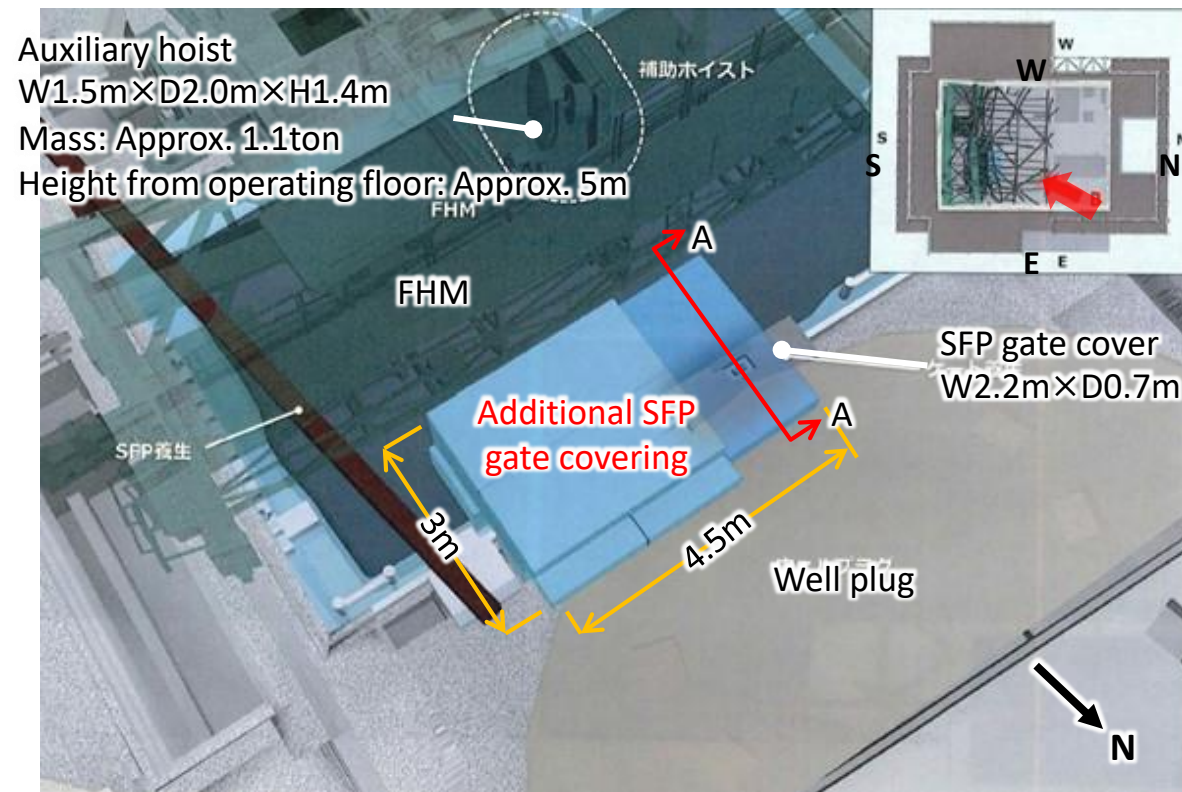 Auxiliary hoist
W1.5m×D2.0m×H1.4m
Mass: Approx. 1.1ton
Height from operating floor: Approx. 5m
補助ホイスト
FHM
FHM
W
W
S
S
N
B
E
E
A
A
SFP gate cover
W2.2m×D0.7m
Additional SFP
gate covering
SFP養生
3m
4.5m
Well plug
N